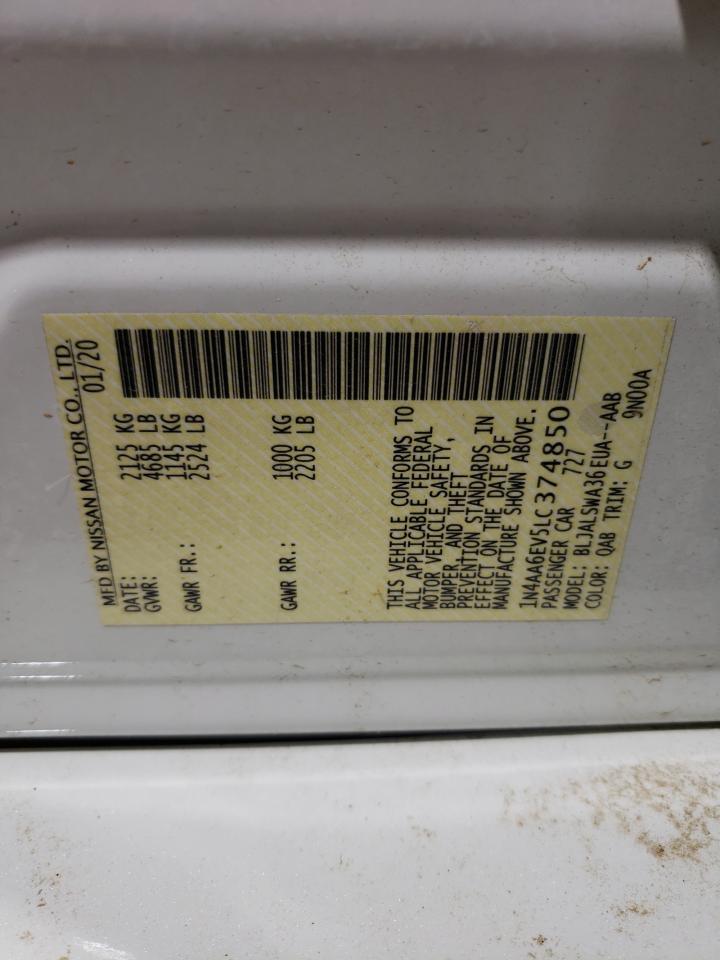 MFD BY NISSAN MOTOR CO., LTD.
DATE: 01/20
GVWR: 2125 KG
4685 LB
GAWR FR.: 1145 KG
2524 LB
GAWR RR.: 1000 KG
2205 LB
THIS VEHICLE CONFORMS TO
ALL APPLICABLE FEDERAL
MOTOR VEHICLE SAFETY,
BUMPER, AND THEFT
PREVENTION STANDARDS IN
EFFECT ON THE DATE OF
MANUFACTURE SHOWN ABOVE.
1N4AA6EV5LC374850
PASSENGER CAR 727
MODEL: BLJALSWA36EUA--AAB
COLOR: QAB TRIM: G 9N00A